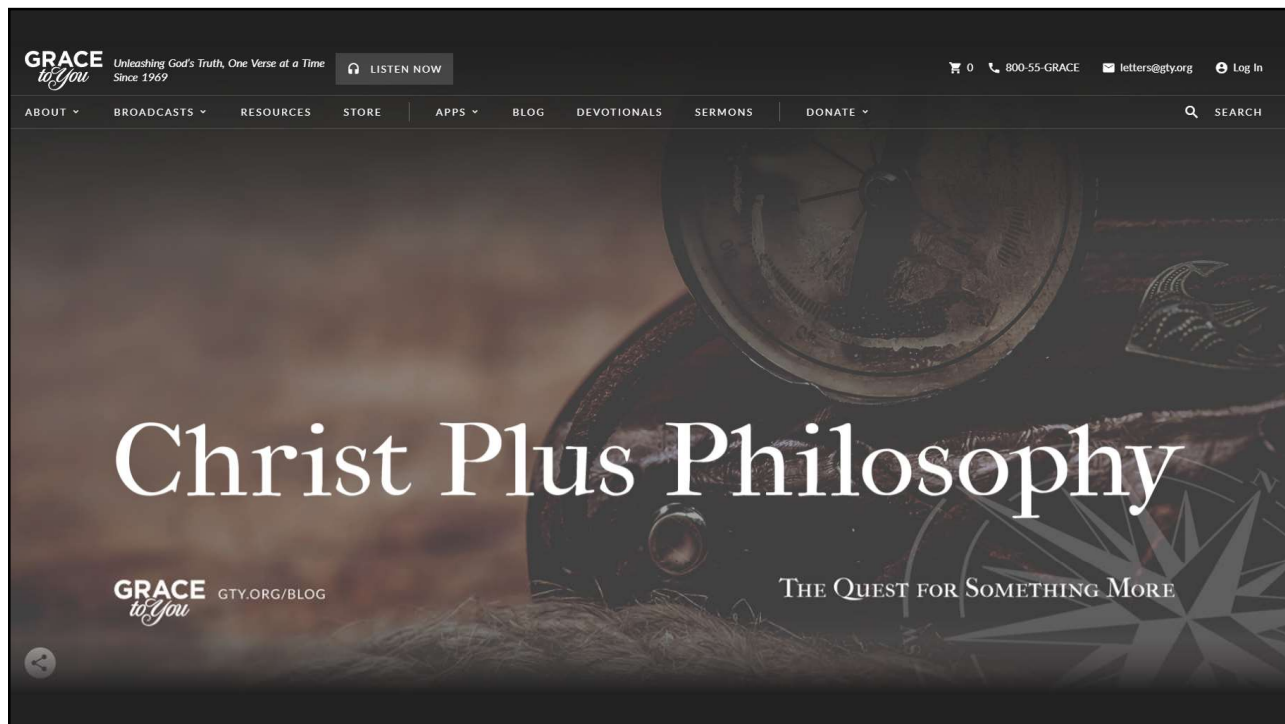 GRACE
to You
Unleashing God's Truth, One Verse at a Time
Since 1969
LISTEN NOW
0
800-55-GRACE
letters@gty.org
Log In
ABOUT
BROADCASTS
RESOURCES
STORE
APPS
BLOG
DEVOTIONALS
SERMONS
DONATE
SEARCH
Christ Plus Philosophy
GRACE
to You
GTY.ORG/BLOG
THE QUEST FOR SOMETHING MORE